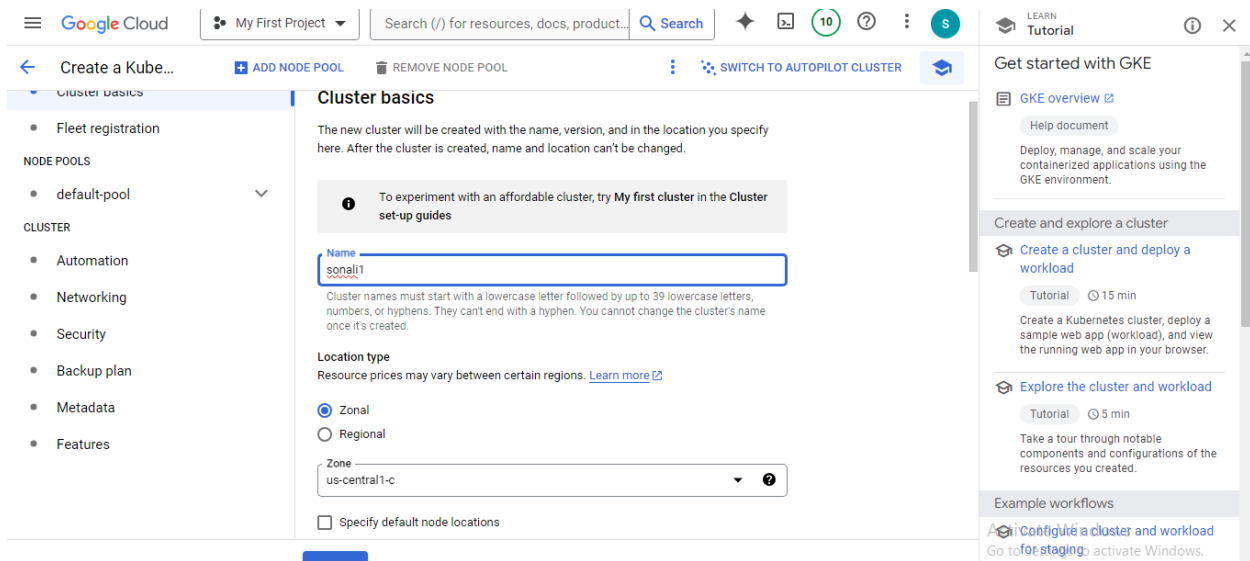 Google Cloud
My First Project
Search (/) for resources, docs, product...
Search
10
S
LEARN
Tutorial
Create a Kube...
ADD NODE POOL
REMOVE NODE POOL
SWITCH TO AUTOPILOT CLUSTER
Cluster basics
Fleet registration
NODE POOLS
default-pool
CLUSTER
Automation
Networking
Security
Backup plan
Metadata
Features
Cluster basics
The new cluster will be created with the name, version, and in the location you specify
here. After the cluster is created, name and location can't be changed.
To experiment with an affordable cluster, try My first cluster in the Cluster
set-up guides
Name
sonali1
Cluster names must start with a lowercase letter followed by up to 39 lowercase letters,
numbers, or hyphens. They can't end with a hyphen. You cannot change the cluster's name
once it's created.
Location type
Resource prices may vary between certain regions. Learn more
Zonal
Regional
Zone
us-central1-c
Specify default node locations
Get started with GKE
GKE overview
Help document
Deploy, manage, and scale your
containerized applications using the
GKE environment.
Create and explore a cluster
Create a cluster and deploy a
workload
Tutorial 15 min
Create a Kubernetes cluster, deploy a
sample web app (workload), and view
the running web app in your browser.
Explore the cluster and workload
Tutorial 5 min
Take a tour through notable
components and configurations of the
resources you created.
Example workflows
Configure a cluster and workload
for staging
Activate Windows
Go to Settings to activate Windows.